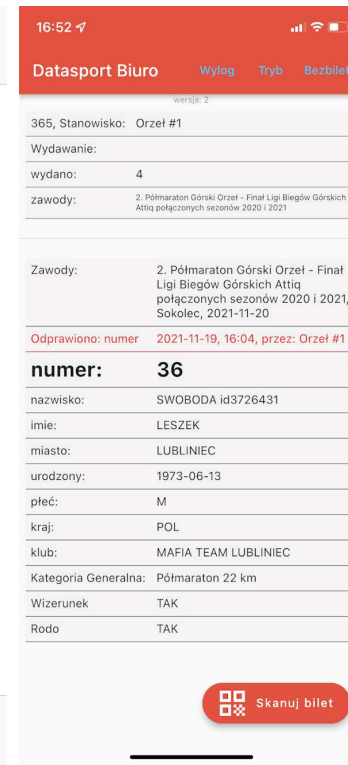 16:52
Datasport Biuro Wylog Tryb Bezbilet
wersja: 2
365, Stanowisko: Orzeł #1
Wydawanie:
wydano: 4
zawody: 2. Półmaraton Górski Orzeł - Finał Ligi Biegów Górskich
Attiq połączonych sezonów 2020 i 2021
Zawody: 2. Półmaraton Górski Orzeł - Finał
Ligi Biegów Górskich Attiq
połączonych sezonów 2020 i 2021,
Sokolec, 2021-11-20
Odprawiono: numer 2021-11-19, 16:04, przez: Orzeł #1
numer: 36
nazwisko: SWOBODA id3726431
imie: LESZEK
miasto: LUBLINIEC
urodzony: 1973-06-13
płeć: M
kraj: POL
klub: MAFIA TEAM LUBLINIEC
Kategoria Generalna: Półmaraton 22 km
Wizerunek TAK
Rodo TAK
Skanuj bilet